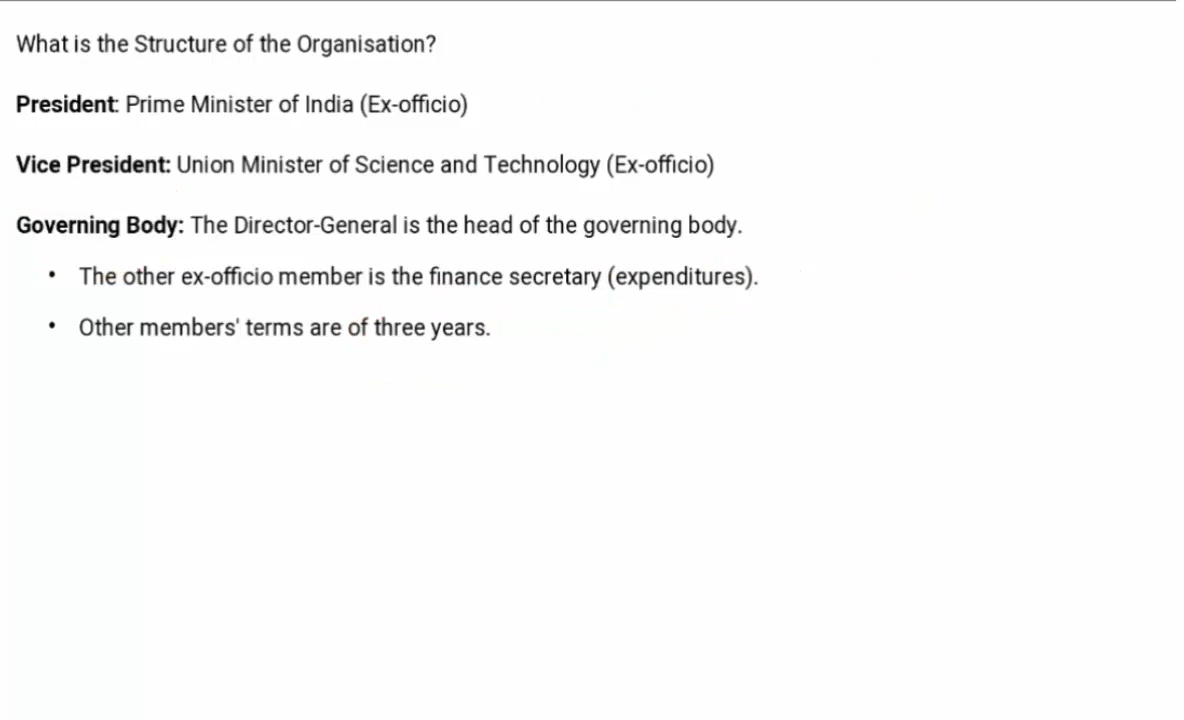 What is the Structure of the Organisation?
President: Prime Minister of India (Ex-officio)
Vice President: Union Minister of Science and Technology (Ex-officio)
Governing Body: The Director-General is the head of the governing body.
• The other ex-officio member is the finance secretary (expenditures).
• Other members' terms are of three years.